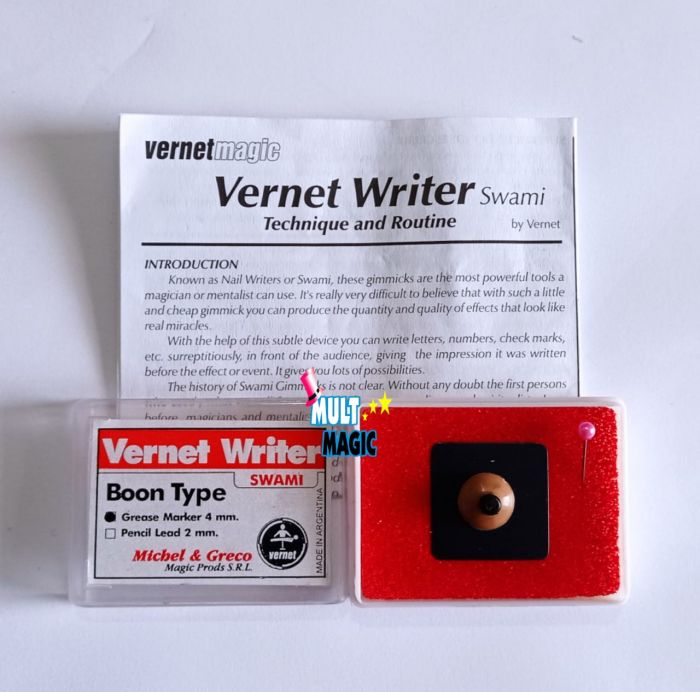 vernetmagic
Vernet Writer Swami
Technique and Routine
by Vernet
INTRODUCTION
Known as Nail Writers or Swami, these gimmicks are the most powerful tools a
magician or mentalist can use. It's really very difficult to believe that with such a little
and cheap gimmick you can produce the quantity and quality of effects that look like
real miracles.
With the help of this subtle device you can write letters, numbers, check marks,
etc. surreptitiously, in front of the audience, giving the impression it was written
before the effect or event. It gives you lots of possibilities.
The history of Swami Gimmicks is not clear. Without any doubt the first persons
before, magicians and mentalis
MULT
MAGIC
Vernet Writer
SWAMI
Boon Type
Grease Marker 4 mm.
Pencil Lead 2 mm.
Michel & Greco
Magic Prods S.R.L.
vernet
MADE IN ARGENTINA